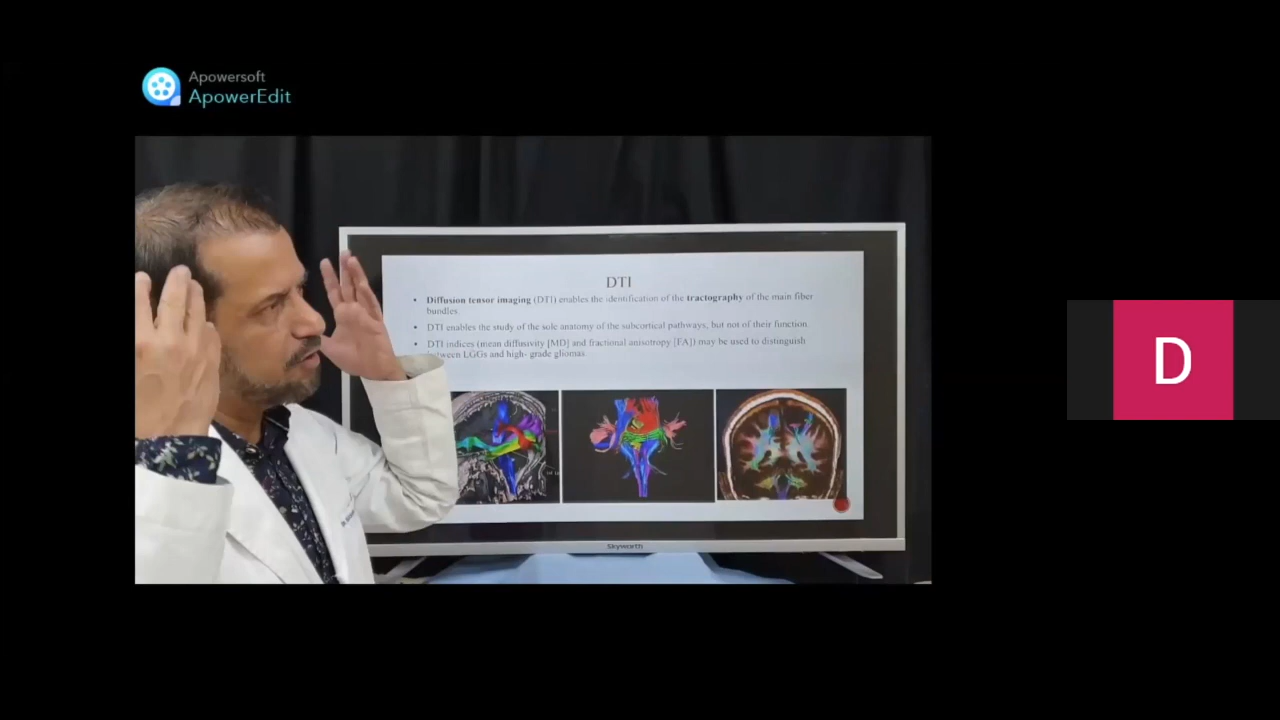 Apowersoft
ApowerEdit
DTI
Diffusion tensor imaging (DTI) enables the identification of the tractography of the main fiber
bundles.
DTI enables the study of the sole anatomy of the subcortical pathways, but not of their function.
DTI indices (mean diffusivity [MD] and fractional anisotropy [FA]) may be used to distinguish
between LGGs and high- grade gliomas.
Skyworth
D